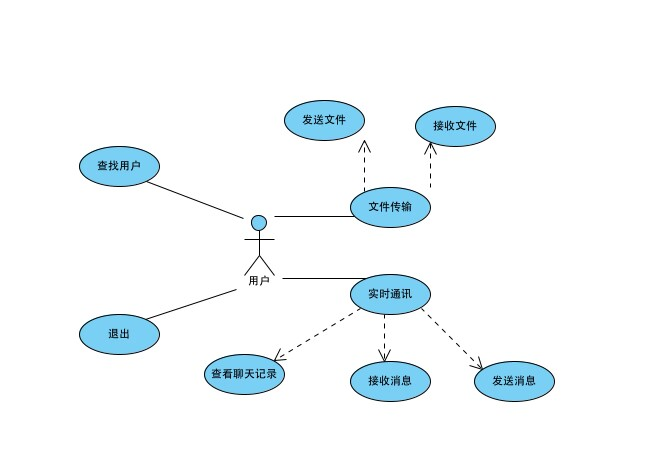 发送文件
接收文件
查找用户
文件传输
用户
实时通讯
退出
查看聊天记录
接收消息
发送消息